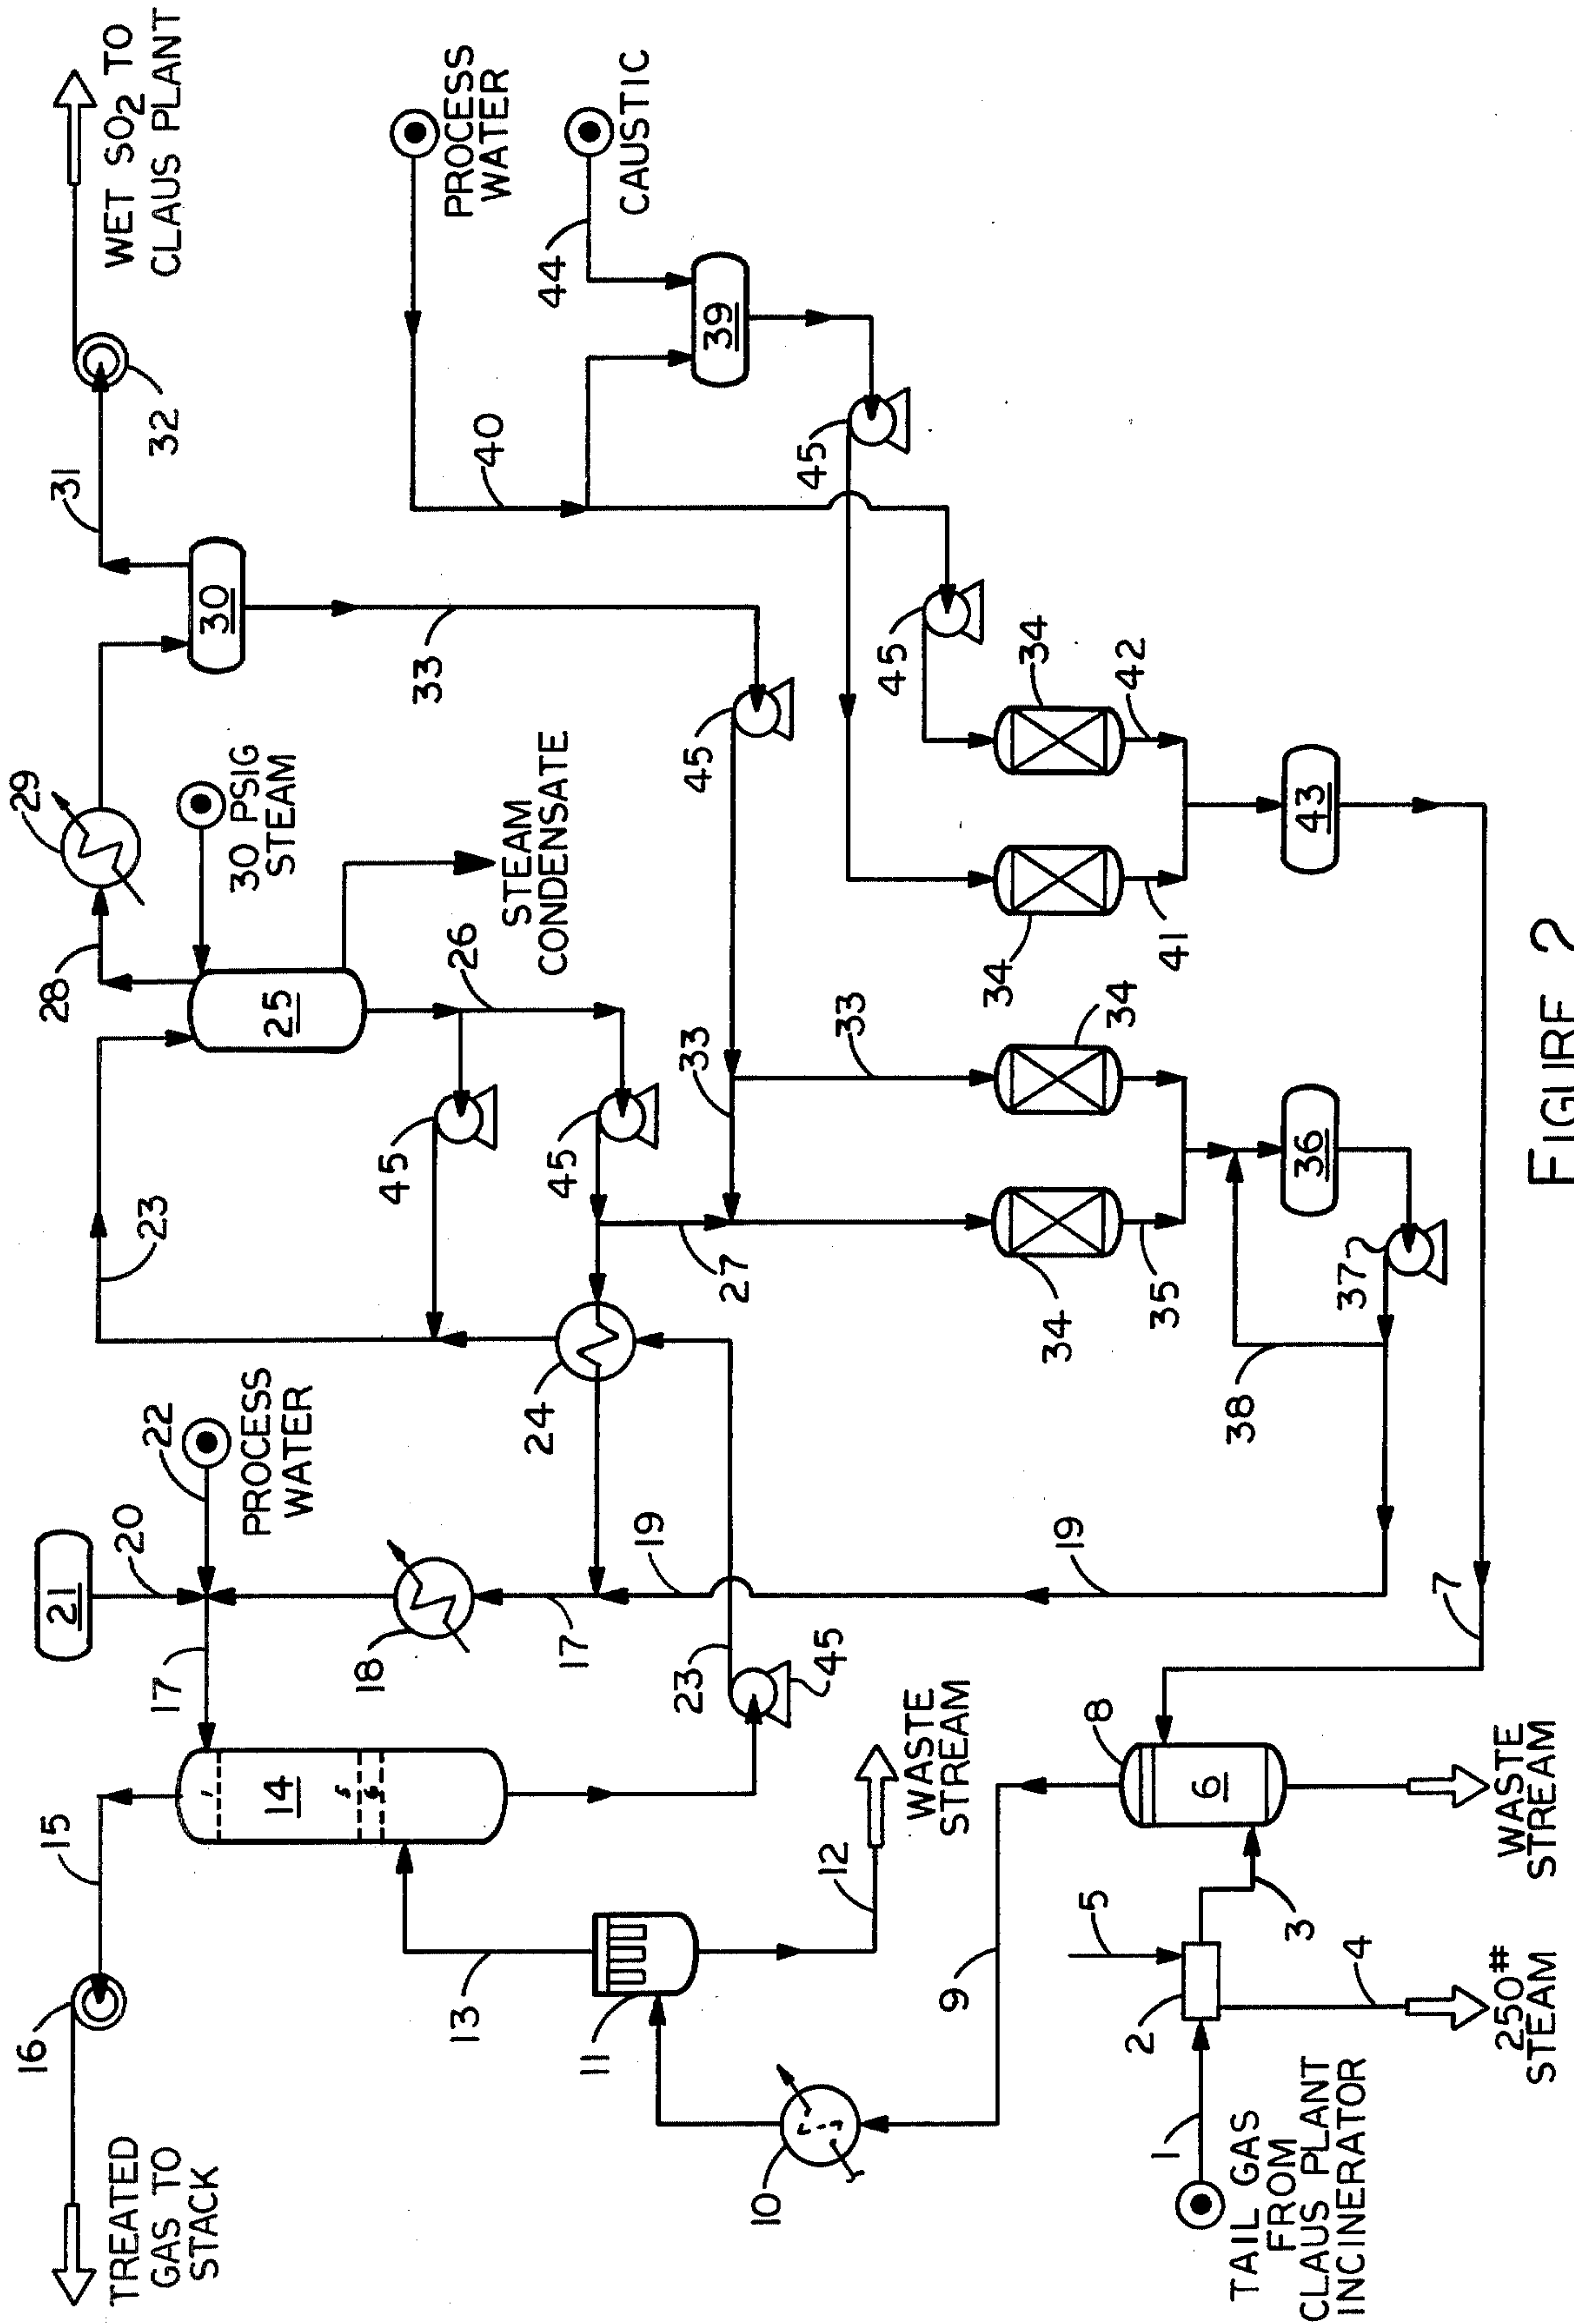 TREATED
GAS TO
STACK
16
15
17
21
20
22
PROCESS
WATER
23
28
29
30 PSIG
STEAM
31
32
WET SO2 TO
CLAUS PLANT
14
1
5
6
18
17
19
24
45
45
25
26
STEAM
CONDENSATE
30
33
40
PROCESS
WATER
44
CAUSTIC
39
45
13
11
12
WASTE
STREAM
23
45
27
33
33
45
45
10
9
19
34
35
34
34
41
34
42
38
37
36
43
1
2
5
3
4
8
6
7
TAIL GAS
FROM
CLAUS PLANT
INCINERATOR
250#
STEAM
WASTE
STREAM
FIGURE 2